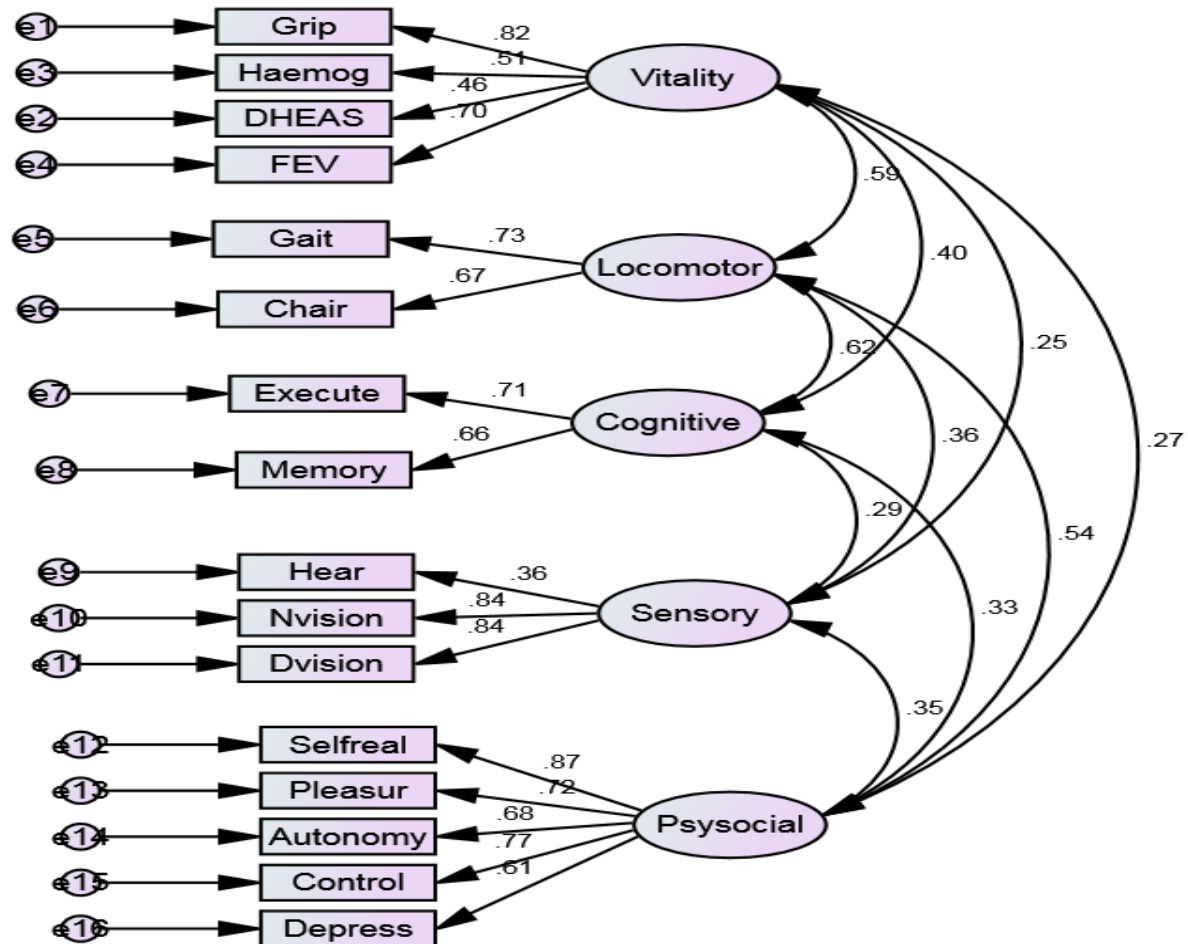 e1 Grip .82
e3 Haemog .51 Vitality
e2 DHEAS .46
e4 FEV .70
.59
e5 Gait .73
.40
Locomotor
e6 Chair .67
.62 .25
e7 Execute .71
Cognitive
.36 .27
e8 Memory .66
.29
.54
e9 Hear .36
e10 Nvision .84 Sensory .33
e11 Dvision .84
.35
e12 Selfreal .87
e13 Pleasur .72
e14 Autonomy .68 Psysocial
e15 Control .77
e16 Depress .61